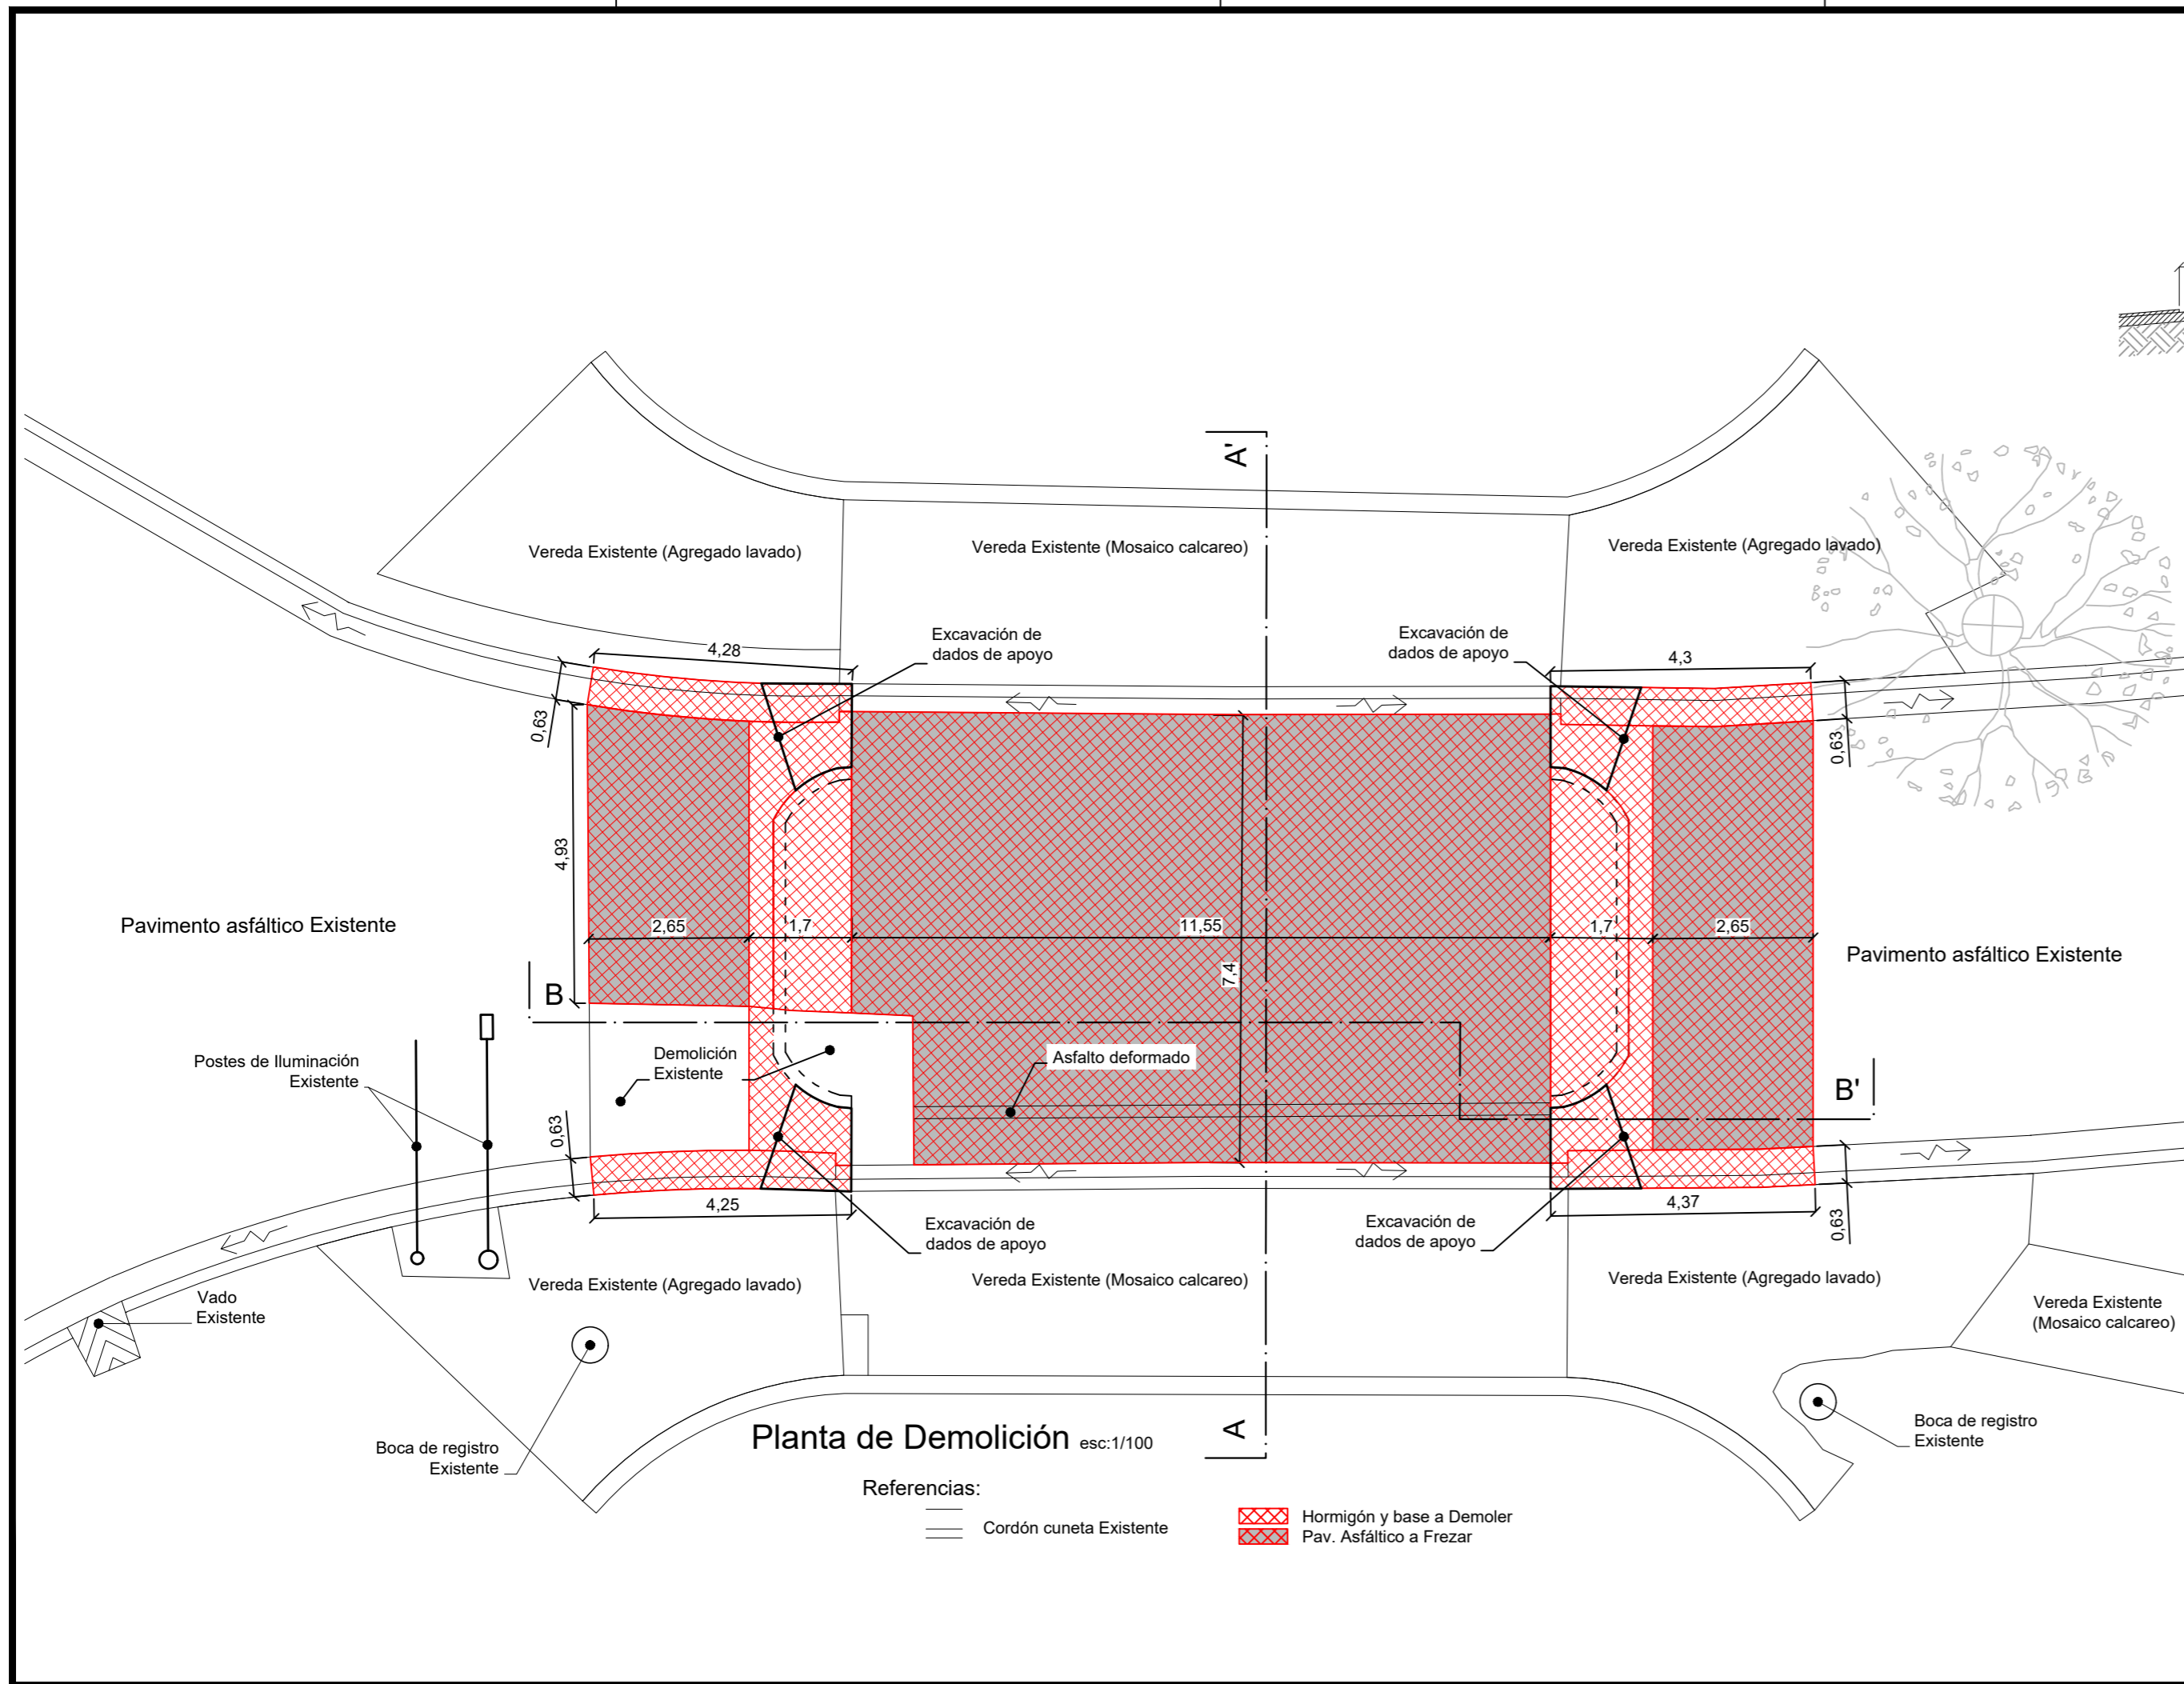 A'
Vereda Existente (Agregado lavado)
Vereda Existente (Mosaico calcareo)
Vereda Existente (Agregado lavado)
Excavación de
dados de apoyo
Excavación de
dados de apoyo
4,28
4,3
0,63
0,63
4,93
2,65
1,7
11,55
1,7
2,65
7,4
Pavimento asfáltico Existente
Pavimento asfáltico Existente
B
B'
Postes de Iluminación
Existente
Demolición
Existente
Asfalto deformado
0,63
0,63
4,25
4,37
Excavación de
dados de apoyo
Excavación de
dados de apoyo
Vereda Existente (Agregado lavado)
Vereda Existente (Mosaico calcareo)
Vereda Existente (Agregado lavado)
Vado
Existente
Vereda Existente
(Mosaico calcareo)
Boca de registro
Existente
Boca de registro
Existente
A
Planta de Demolición esc:1/100
Referencias:
Cordón cuneta Existente
Hormigón y base a Demoler
Pav. Asfáltico a Frezar